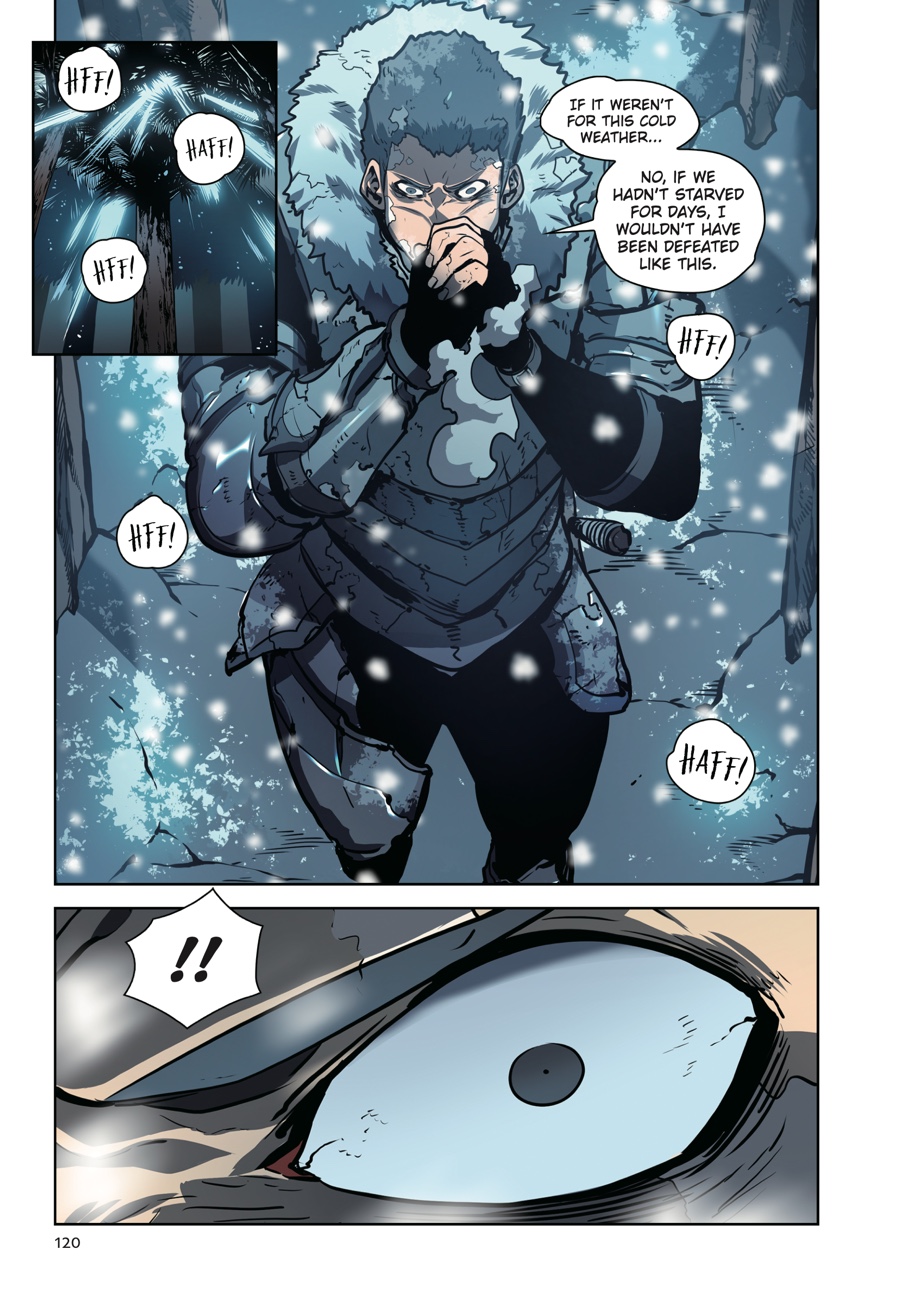 HFF!
HAFF!
HFF!
IF IT WEREN'T
FOR THIS COLD
WEATHER...
NO, IF WE
HADN'T STARVED
FOR DAYS, I
WOULDN'T HAVE
BEEN DEFEATED
LIKE THIS.
HFF!
HFF!
HAFF!
!!
120